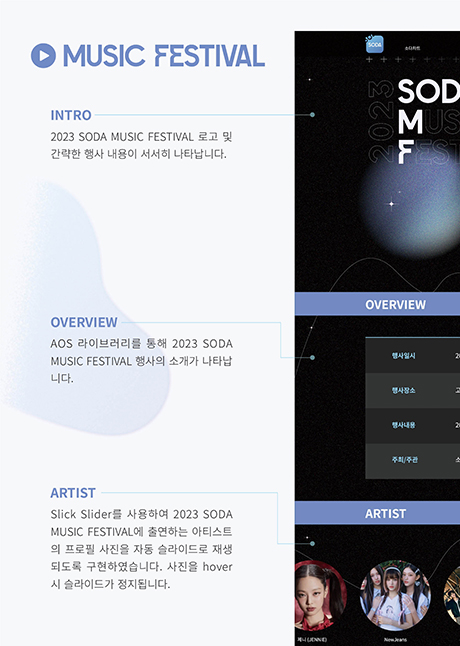 MUSIC FESTIVAL
INTRO
2023 SODA MUSIC FESTIVAL 로고 및
간략한 행사 내용이 서서히 나타납니다.
OVERVIEW
AOS 라이브러리를 통해 2023 SODA
MUSIC FESTIVAL 행사의 소개가 나타납
니다.
ARTIST
Slick Slider를 사용하여 2023 SODA
MUSIC FESTIVAL에 출연하는 아티스트
의 프로필 사진을 자동 슬라이드로 재생
되도록 구현하였습니다. 사진을 hover
시 슬라이드가 정지됩니다.
SODA
소다마트
2023
SOD
MUS
FEST
OVERVIEW
행사일시 2
행사장소 고
행사내용 20
주최/주관 소
ARTIST
제니 (JENNIE)
NewJeans